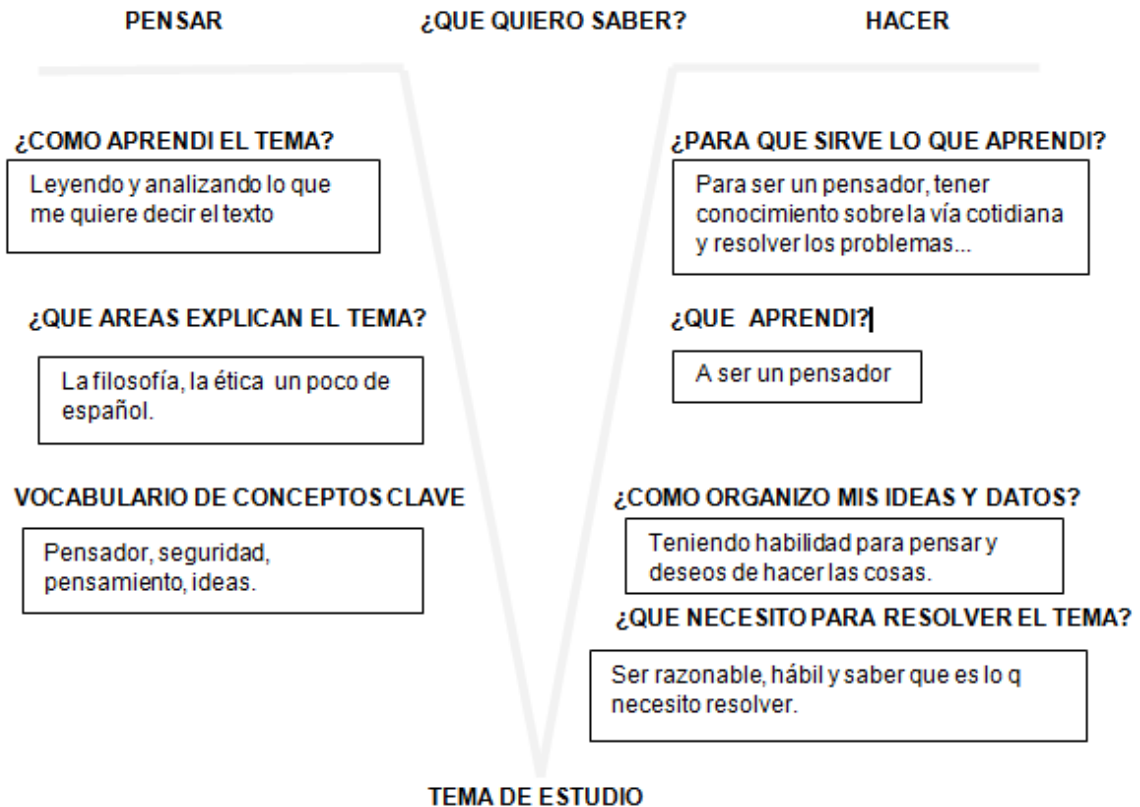 PENSAR
¿QUE QUIERO SABER?
HACER
¿COMO APRENDI EL TEMA?
Leyendo y analizando lo que
me quiere decir el texto
¿QUE AREAS EXPLICAN EL TEMA?
La filosofía, la ética un poco de
español.
VOCABULARIO DE CONCEPTOS CLAVE
Pensador, seguridad,
pensamiento, ideas.
¿PARA QUE SIRVE LO QUE APRENDI?
Para ser un pensador, tener
conocimiento sobre la vía cotidiana
y resolver los problemas...
¿QUE APRENDI?
A ser un pensador
¿COMO ORGANIZO MIS IDEAS Y DATOS?
Teniendo habilidad para pensar y
deseos de hacer las cosas.
¿QUE NECESITO PARA RESOLVER EL TEMA?
Ser razonable, hábil y saber que es lo q
necesito resolver.
TEMA DE ESTUDIO